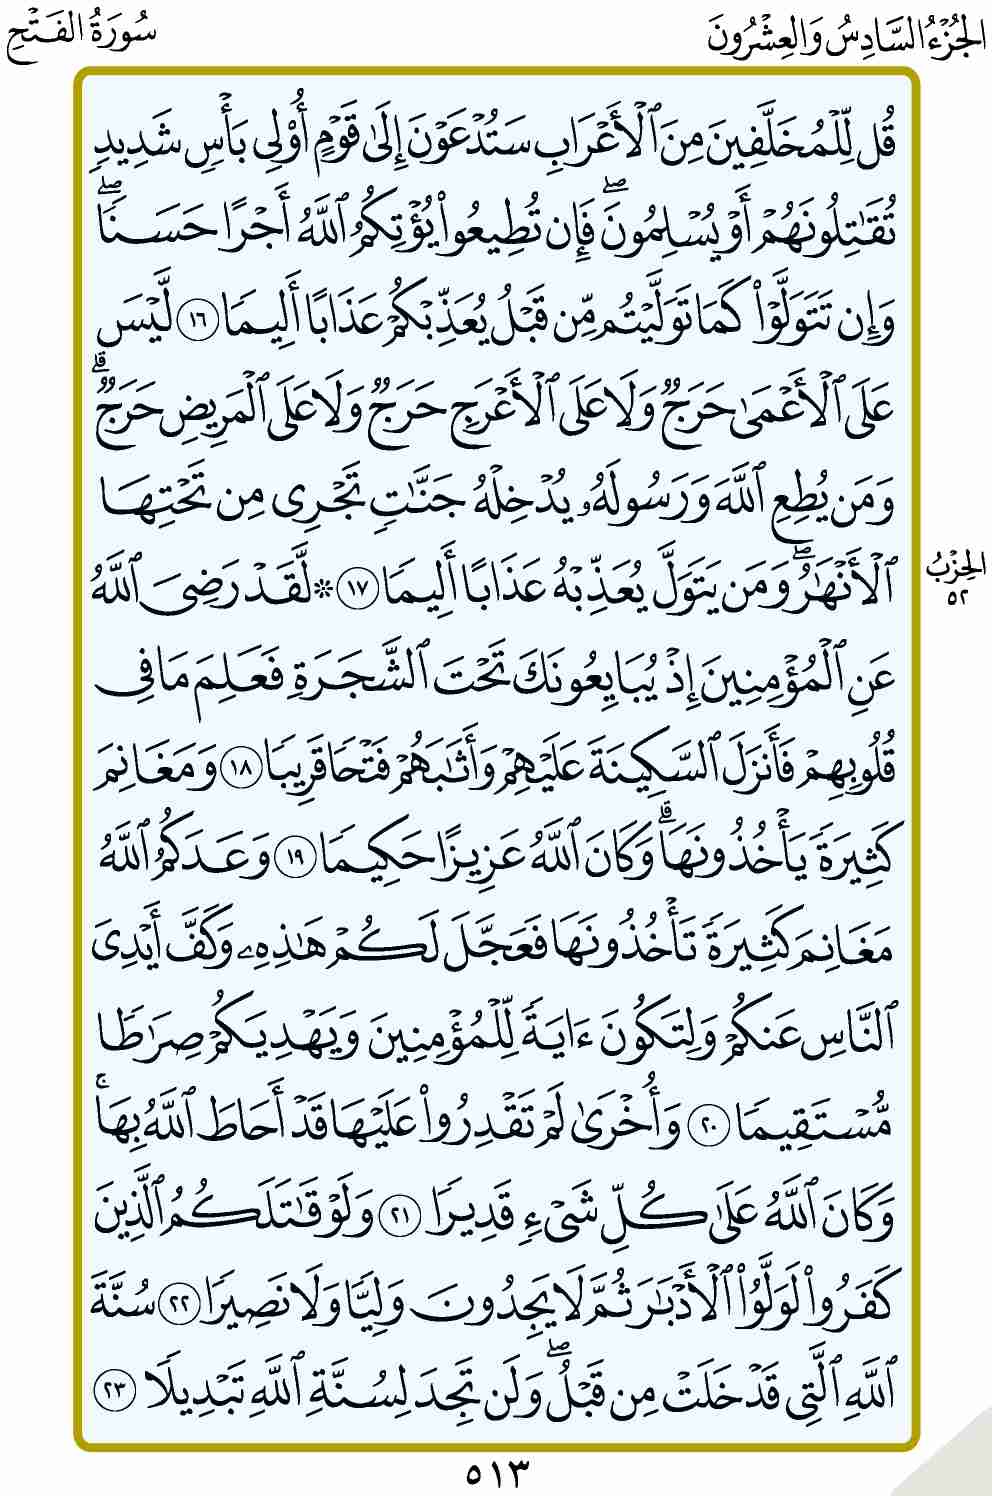 الجُزْءُ السَّادِسُ وَالعِشْرُونَ
سُورَةُ الفَتْحِ
قُل لِّلْمُخَلَّفِينَ مِنَ ٱلْأَعْرَابِ سَتُدْعَوْنَ إِلَىٰ قَوْمٍ أُو۟لِى بَأْسٍ شَدِيدٍ
تُقَـٰتِلُونَهُمْ أَوْ يُسْلِمُونَ ۖ فَإِن تُطِيعُوا۟ يُؤْتِكُمُ ٱللَّهُ أَجْرًا حَسَنًا ۖ
وَإِن تَتَوَلَّوْا۟ كَمَا تَوَلَّيْتُم مِّن قَبْلُ يُعَذِّبْكُمْ عَذَابًا أَلِيمًا ١٦ لَّيْسَ
عَلَى ٱلْأَعْمَىٰ حَرَجٌ وَلَا عَلَى ٱلْأَعْرَجِ حَرَجٌ وَلَا عَلَى ٱلْمَرِيضِ حَرَجٌ ۗ
وَمَن يُطِعِ ٱللَّهَ وَرَسُولَهُۥ يُدْخِلْهُ جَنَّـٰتٍ تَجْرِى مِن تَحْتِهَا
ٱلْأَنْهَـٰرُ ۖ وَمَن يَتَوَلَّ يُعَذِّبْهُ عَذَابًا أَلِيمًا ١٧ ۞ لَّقَدْ رَضِىَ ٱللَّهُ
الحِزْبُ
٥٢
عَنِ ٱلْمُؤْمِنِينَ إِذْ يُبَايِعُونَكَ تَحْتَ ٱلشَّجَرَةِ فَعَلِمَ مَا فِى
قُلُوبِهِمْ فَأَنزَلَ ٱلسَّكِينَةَ عَلَيْهِمْ وَأَثَـٰبَهُمْ فَتْحًا قَرِيبًا ١٨ وَمَغَانِمَ
كَثِيرَةً يَأْخُذُونَهَا ۗ وَكَانَ ٱللَّهُ عَزِيزًا حَكِيمًا ١٩ وَعَدَكُمُ ٱللَّهُ
مَغَانِمَ كَثِيرَةً تَأْخُذُونَهَا فَعَجَّلَ لَكُمْ هَـٰذِهِۦ وَكَفَّ أَيْدِىَ
ٱلنَّاسِ عَنكُمْ وَلِتَكُونَ ءَايَةً لِّلْمُؤْمِنِينَ وَيَهْدِيَكُمْ صِرَٰطًا
مُّسْتَقِيمًا ٢٠ وَأُخْرَىٰ لَمْ تَقْدِرُوا۟ عَلَيْهَا قَدْ أَحَاطَ ٱللَّهُ بِهَا ۚ
وَكَانَ ٱللَّهُ عَلَىٰ كُلِّ شَىْءٍ قَدِيرًا ٢١ وَلَوْ قَـٰتَلَكُمُ ٱلَّذِينَ
كَفَرُوا۟ لَوَلَّوُا۟ ٱلْأَدْبَـٰرَ ثُمَّ لَا يَجِدُونَ وَلِيًّا وَلَا نَصِيرًا ٢٢ سُنَّةَ
ٱللَّهِ ٱلَّتِى قَدْ خَلَتْ مِن قَبْلُ ۖ وَلَن تَجِدَ لِسُنَّةِ ٱللَّهِ تَبْدِيلًا ٢٣
٥١٣